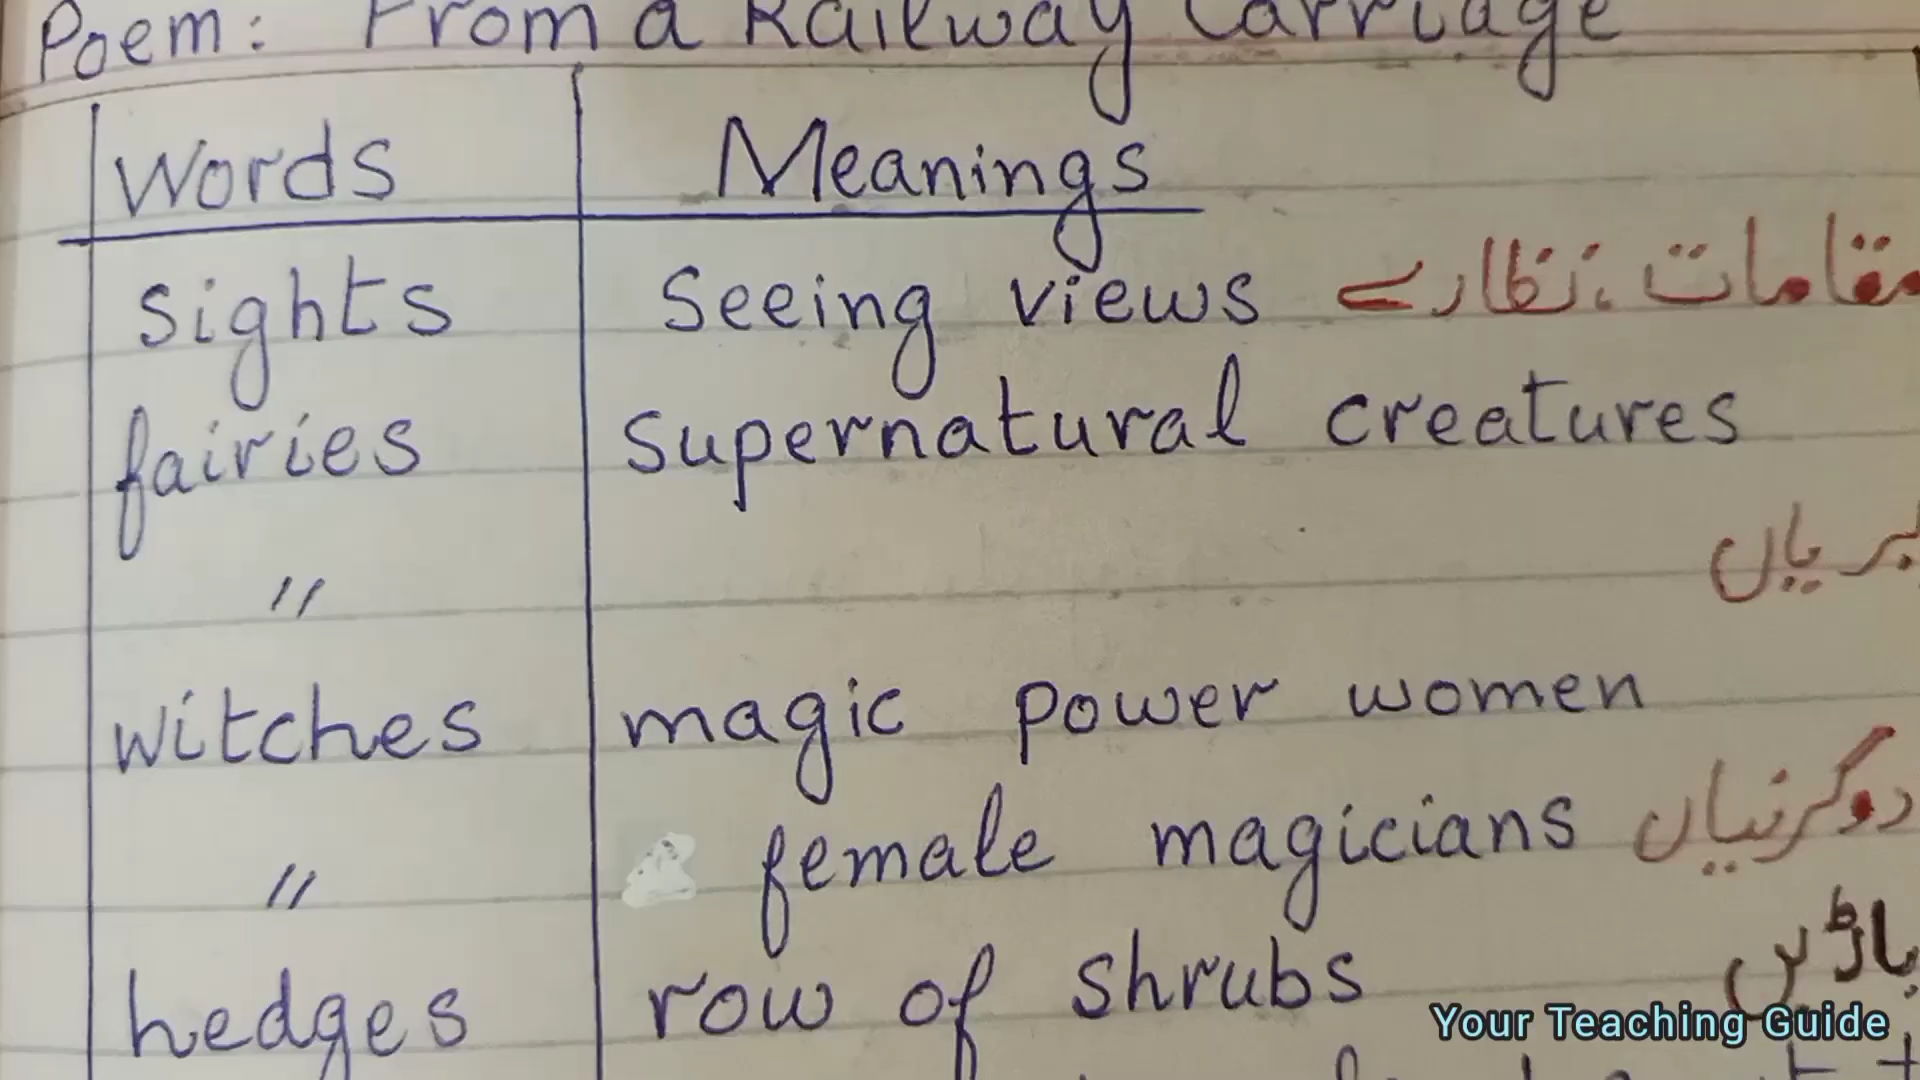 Poem: From a Railway Carriage
Words Meanings
sights Seeing views مقامات، نظارے
fairies supernatural creatures
〃 پریاں
witches magic power women
〃 female magicians
hedges row of shrubs باڑیں
Your Teaching Guide